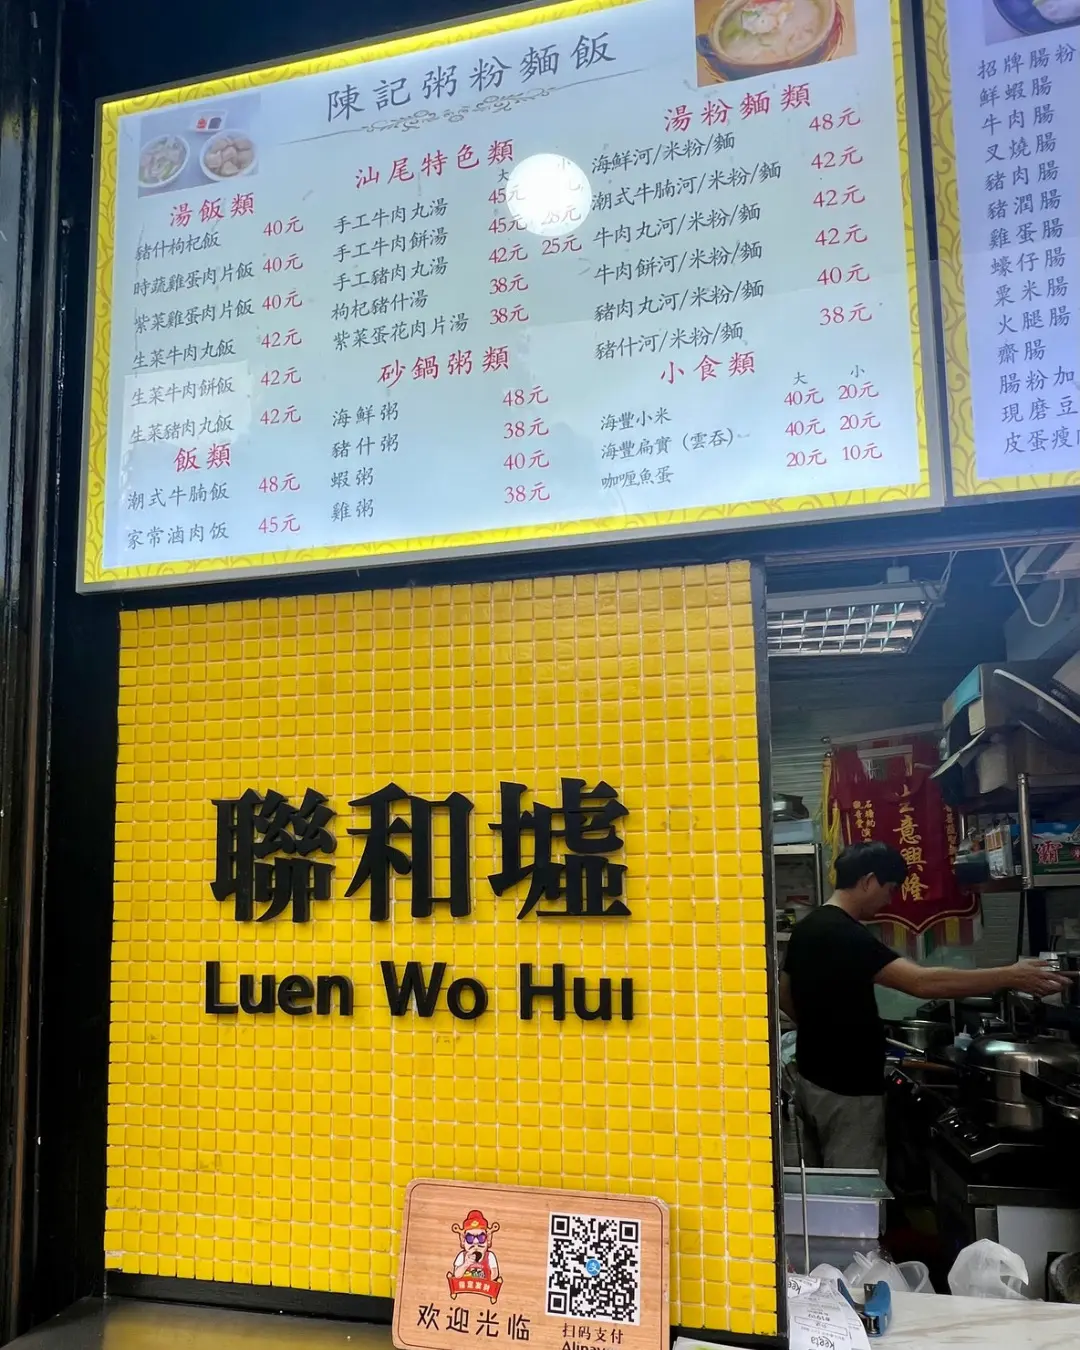 陳記粥粉麵飯
湯飯類
豬什枸杞飯 40元
時蔬雞蛋肉片飯 40元
紫菜雞蛋肉片飯 40元
生菜牛肉丸飯 42元
生菜牛肉餅飯 42元
生菜豬肉丸飯 42元
飯類
潮式牛腩飯 48元
家常滷肉饭 45元
汕尾特色類
大 小
手工牛肉丸湯 45元
手工牛肉餅湯 45元
手工豬肉丸湯 42元 25元
枸杞豬什湯 38元
紫菜蛋花肉片湯 38元
砂鍋粥類
海鮮粥 48元
豬什粥 38元
蝦粥 40元
雞粥 38元
湯粉麵類
海鮮河/米粉/麵 48元
潮式牛腩河/米粉/麵 42元
牛肉丸河/米粉/麵 42元
牛肉餅河/米粉/麵 42元
豬肉丸河/米粉/麵 40元
豬什河/米粉/麵 38元
小食類
大 小
海豐小米 40元 20元
海豐扁實（雲吞） 40元 20元
咖喱魚蛋 20元 10元
招牌腸粉
鮮蝦腸
牛肉腸
叉燒腸
豬肉腸
豬潤腸
雞蛋腸
蠔仔腸
粟米腸
火腿腸
齋腸
腸粉加
現磨豆
皮蛋瘦
聯和墟
Luen Wo Hui
生意興隆
欢迎光临
扫码支付
Alipay
Keeta